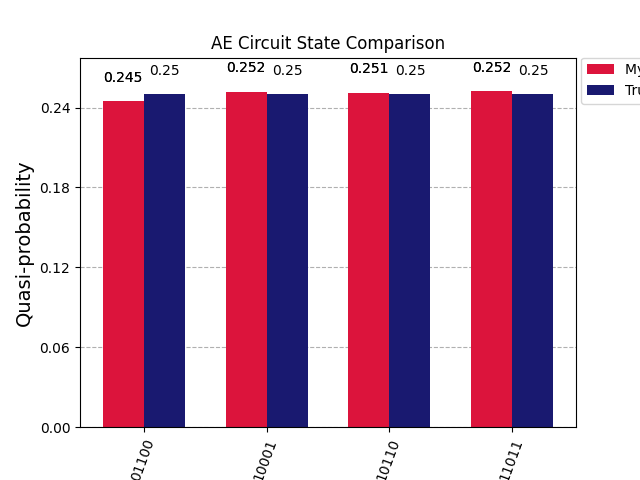 AE Circuit State Comparison
0.245 0.25 0.252 0.25 0.251 0.25 0.252 0.25
My
Tru
0.24
0.18
0.12
0.06
0.00
Quasi-probability
01100 10001 10110 11011